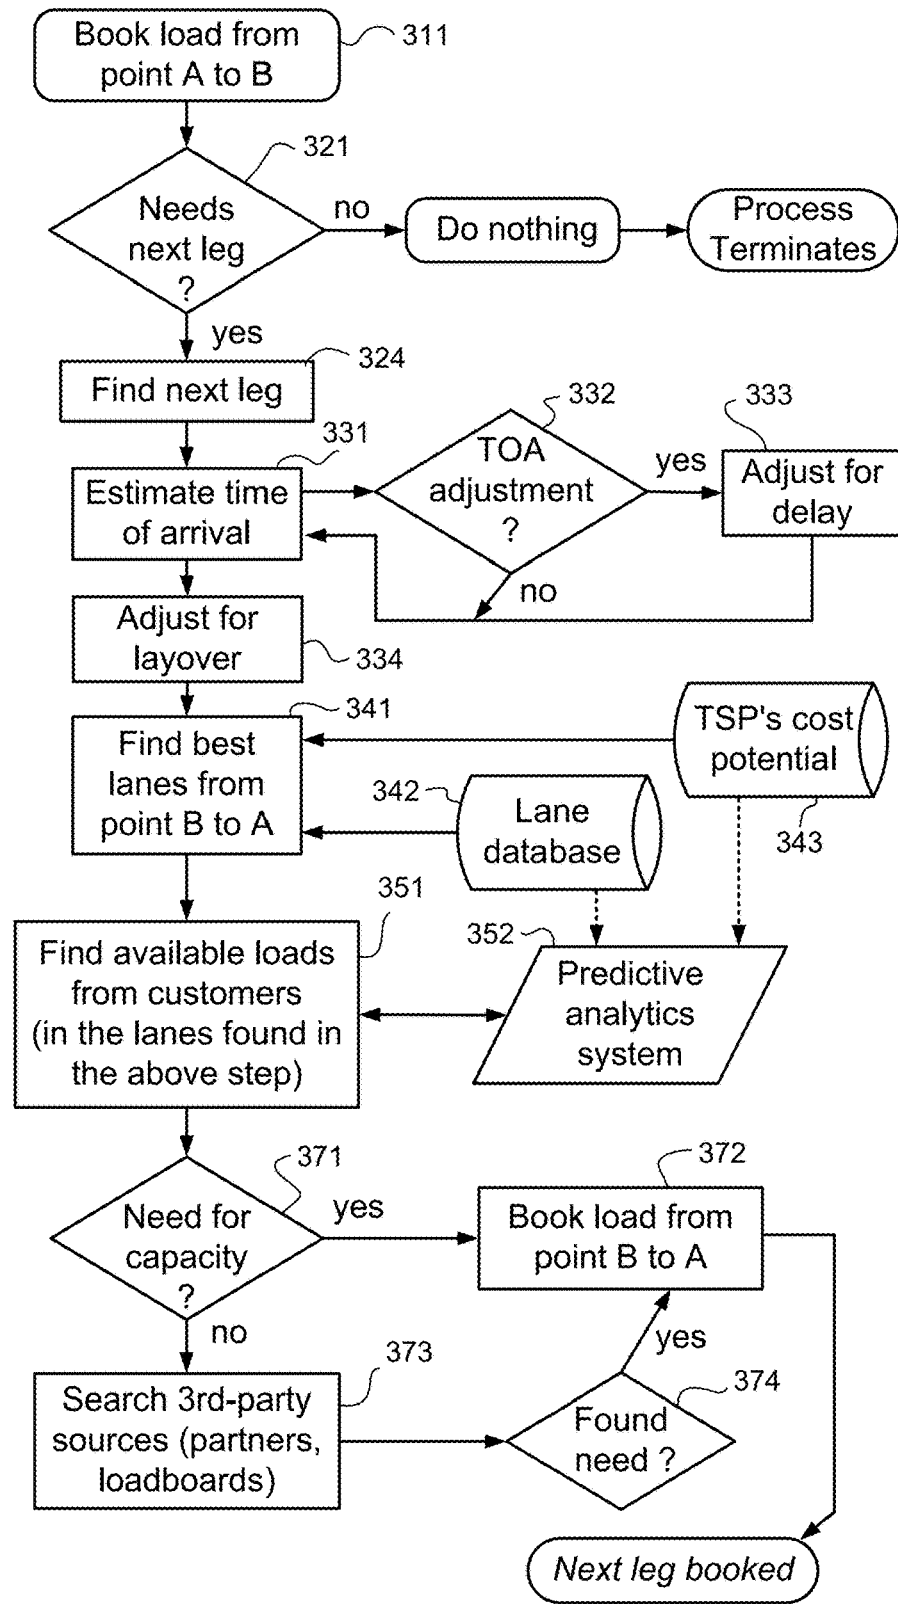 Book load from
point A to B
311
321
Needs
next leg
?
no
Do nothing
Process
Terminates
yes
324
Find next leg
331
Estimate time
of arrival
332
TOA
adjustment
?
yes
333
Adjust for
delay
no
Adjust for
layover
334
341
Find best
lanes from
point B to A
TSP's cost
potential
343
342
Lane
database
351
Find available loads
from customers
(in the lanes found in
the above step)
352
Predictive
analytics
system
371
Need for
capacity
?
yes
372
Book load from
point B to A
no
373
Search 3rd-party
sources (partners,
loadboards)
yes
374
Found
need ?
Next leg booked